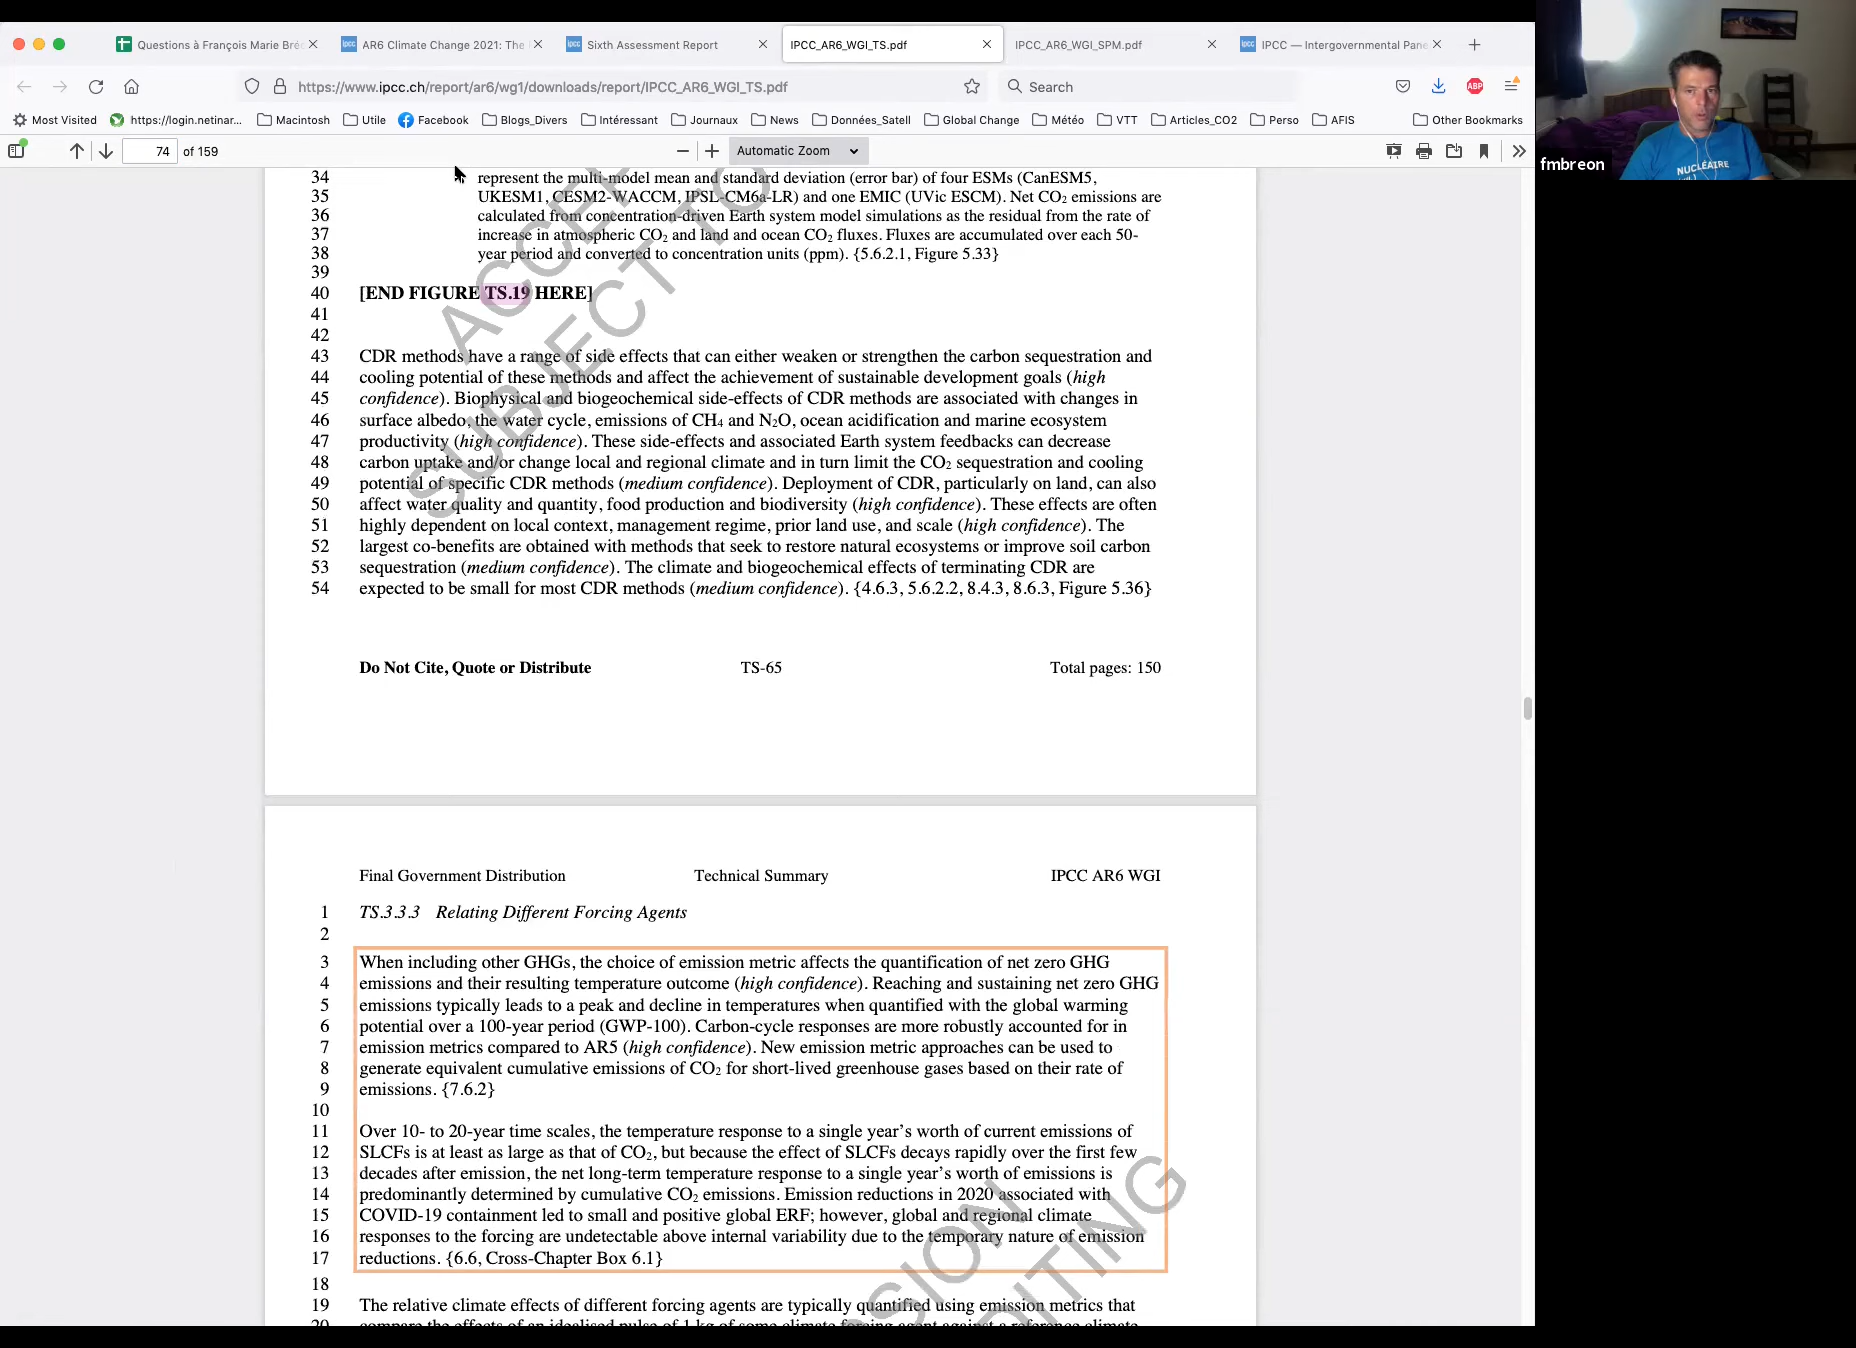 Questions à François Marie Bréo
AR6 Climate Change 2021: The
Sixth Assessment Report
IPCC_AR6_WGI_TS.pdf
IPCC_AR6_WGI_SPM.pdf
IPCC — Intergovernmental Pane
https://www.ipcc.ch/report/ar6/wg1/downloads/report/IPCC_AR6_WGI_TS.pdf
Search
ABP
Most Visited
https://login.netinar...
Macintosh
Utile
Facebook
Blogs_Divers
Intéressant
Journaux
News
Données_Satell
Global Change
Météo
VTT
Articles_CO2
Perso
AFIS
Other Bookmarks
74 of 159
Automatic Zoom
fmbreon
NUCLÉAIRE
34 represent the multi-model mean and standard deviation (error bar) of four ESMs (CanESM5,
35 UKESM1, CESM2-WACCM, IPSL-CM6a-LR) and one EMIC (UVic ESCM). Net CO2 emissions are
36 calculated from concentration-driven Earth system model simulations as the residual from the rate of
37 increase in atmospheric CO2 and land and ocean CO2 fluxes. Fluxes are accumulated over each 50-
38 year period and converted to concentration units (ppm). {5.6.2.1, Figure 5.33}
39
40 [END FIGURE TS.19 HERE]
41
42
43 CDR methods have a range of side effects that can either weaken or strengthen the carbon sequestration and
44 cooling potential of these methods and affect the achievement of sustainable development goals (high
45 confidence). Biophysical and biogeochemical side-effects of CDR methods are associated with changes in
46 surface albedo, the water cycle, emissions of CH4 and N2O, ocean acidification and marine ecosystem
47 productivity (high confidence). These side-effects and associated Earth system feedbacks can decrease
48 carbon uptake and/or change local and regional climate and in turn limit the CO2 sequestration and cooling
49 potential of specific CDR methods (medium confidence). Deployment of CDR, particularly on land, can also
50 affect water quality and quantity, food production and biodiversity (high confidence). These effects are often
51 highly dependent on local context, management regime, prior land use, and scale (high confidence). The
52 largest co-benefits are obtained with methods that seek to restore natural ecosystems or improve soil carbon
53 sequestration (medium confidence). The climate and biogeochemical effects of terminating CDR are
54 expected to be small for most CDR methods (medium confidence). {4.6.3, 5.6.2.2, 8.4.3, 8.6.3, Figure 5.36}
ACCEP
SUBJECT TO
Do Not Cite, Quote or Distribute TS-65 Total pages: 150
Final Government Distribution Technical Summary IPCC AR6 WGI
1 TS.3.3.3 Relating Different Forcing Agents
2
3 When including other GHGs, the choice of emission metric affects the quantification of net zero GHG
4 emissions and their resulting temperature outcome (high confidence). Reaching and sustaining net zero GHG
5 emissions typically leads to a peak and decline in temperatures when quantified with the global warming
6 potential over a 100-year period (GWP-100). Carbon-cycle responses are more robustly accounted for in
7 emission metrics compared to AR5 (high confidence). New emission metric approaches can be used to
8 generate equivalent cumulative emissions of CO2 for short-lived greenhouse gases based on their rate of
9 emissions. {7.6.2}
10
11 Over 10- to 20-year time scales, the temperature response to a single year's worth of current emissions of
12 SLCFs is at least as large as that of CO2, but because the effect of SLCFs decays rapidly over the first few
13 decades after emission, the net long-term temperature response to a single year's worth of emissions is
14 predominantly determined by cumulative CO2 emissions. Emission reductions in 2020 associated with
15 COVID-19 containment led to small and positive global ERF; however, global and regional climate
16 responses to the forcing are undetectable above internal variability due to the temporary nature of emission
17 reductions. {6.6, Cross-Chapter Box 6.1}
18
19 The relative climate effects of different forcing agents are typically quantified using emission metrics that
20 compare the effects of an idealised pulse of 1 kg of some climate forcing agent against a reference climate
SION
DITING